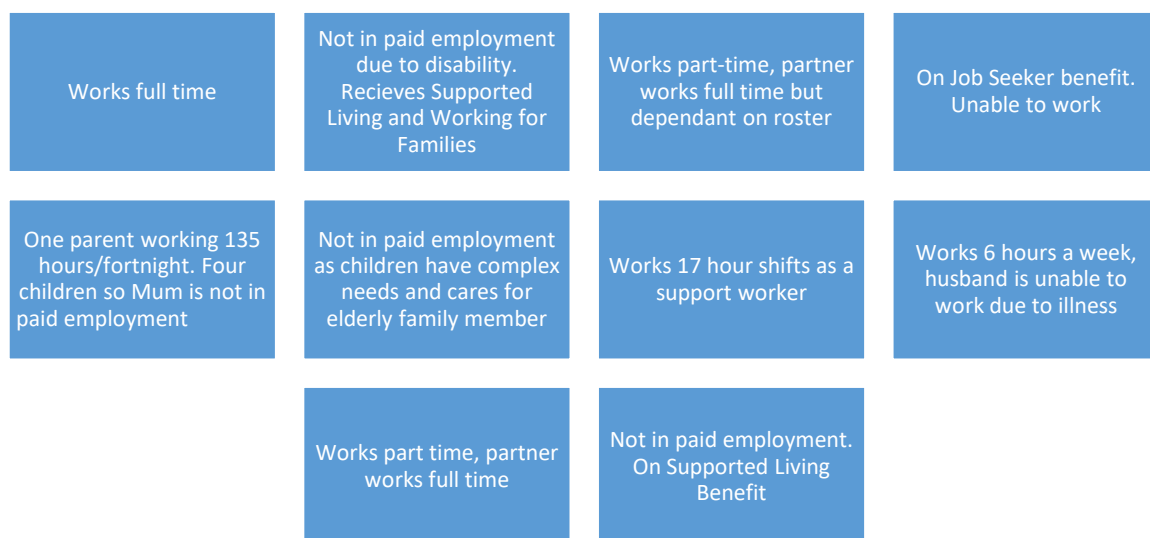 Works full time
Not in paid employment
due to disability.
Recieves Supported
Living and Working for
Families
Works part-time, partner
works full time but
dependant on roster
On Job Seeker benefit.
Unable to work
One parent working 135
hours/fortnight. Four
children so Mum is not in
paid employment
Not in paid employment
as children have complex
needs and cares for
elderly family member
Works 17 hour shifts as a
support worker
Works 6 hours a week,
husband is unable to
work due to illness
Works part time, partner
works full time
Not in paid employment.
On Supported Living
Benefit